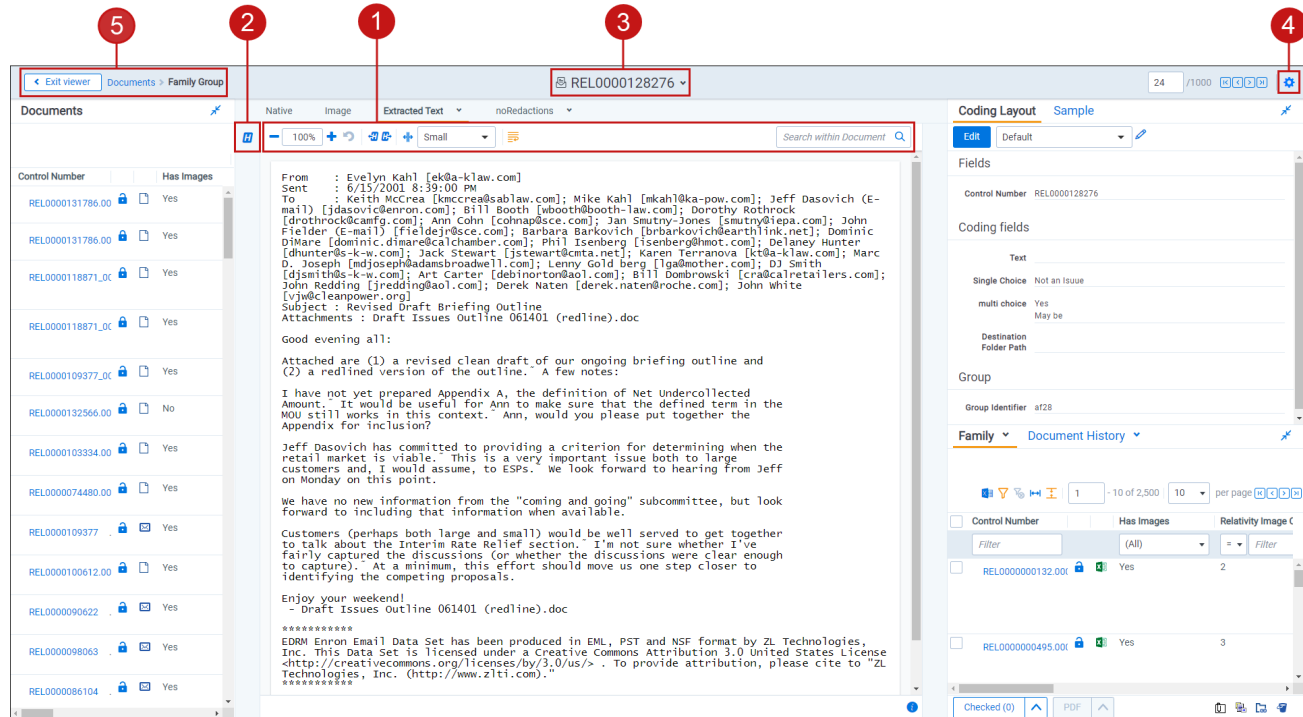 5
2
1
3
4
Exit viewer
Documents > Family Group
REL0000128276
24
/1000
Documents
Control Number
Has Images
REL0000131786.00
Yes
REL0000131786.00
Yes
REL0000118871_00
Yes
REL0000118871_00
Yes
REL0000109377_00
Yes
REL0000132566.00
No
REL0000103334.00
Yes
REL0000074480.00
Yes
REL0000109377
Yes
REL0000100612.00
Yes
REL0000090622
Yes
REL0000098063
Yes
REL0000086104
Yes
Native
Image
Extracted Text
noRedactions
H
100%
Small
Search within Document
From : Evelyn Kahl [ek@a-klaw.com]
Sent : 6/15/2001 8:39:00 PM
To : Keith McCrea [kmccrea@sablaw.com]; Mike Kahl [mkahl@ka-pow.com]; Jeff Dasovich (E-
mail) [jdasovic@enron.com]; Bill Booth [wbooth@booth-law.com]; Dorothy Rothrock
[drothrock@camfg.com]; Ann Cohn [cohnap@sce.com]; Jan Smutny-Jones [smutny@iepa.com]; John
Fielder (E-mail) [fieldejr@sce.com]; Barbara Barkovich [brbarkovich@earthlink.net]; Dominic
DiMare [dominic.dimare@calchamber.com]; Phil Isenberg [isenberg@hmot.com]; Delaney Hunter
[dhunter@s-k-w.com]; Jack Stewart [jstewart@cmta.net]; Karen Terranova [kt@a-klaw.com]; Marc
D. Joseph [mdjoseph@adamsbroadwell.com]; Lenny Gold berg [lga@mother.com]; DJ Smith
[djsmith@s-k-w.com]; Art Carter [debinorton@aol.com]; Bill Dombrowski [cra@calretailers.com];
John Redding [jredding@aol.com]; Derek Naten [derek.naten@roche.com]; John White
[vjw@cleanpower.org]
Subject : Revised Draft Briefing Outline
Attachments : Draft Issues Outline 061401 (redline).doc
Good evening all:
Attached are (1) a revised clean draft of our ongoing briefing outline and
(2) a redlined version of the outline.¨ A few notes:
I have not yet prepared Appendix A, the definition of Net Undercollected
Amount.¨ It would be useful for Ann to make sure that the defined term in the
MOU still works in this context.¨ Ann, would you please put together the
Appendix for inclusion?
Jeff Dasovich has committed to providing a criterion for determining when the
retail market is viable.¨ This is a very important issue both to large
customers and, I would assume, to ESPs.¨ We look forward to hearing from Jeff
on Monday on this point.
We have no new information from the "coming and going" subcommittee, but look
forward to including that information when available.
Customers (perhaps both large and small) would be well served to get together
to talk about the Interim Rate Relief section.¨ I'm not sure whether I've
fairly captured the discussions (or whether the discussions were clear enough
to capture).¨ At a minimum, this effort should move us one step closer to
identifying the competing proposals.
Enjoy your weekend!
- Draft Issues Outline 061401 (redline).doc
***********
EDRM Enron Email Data Set has been produced in EML, PST and NSF format by ZL Technologies,
Inc. This Data Set is licensed under a Creative Commons Attribution 3.0 United States License
<http://creativecommons.org/licenses/by/3.0/us/> . To provide attribution, please cite to "ZL
Technologies, Inc. (http://www.zlti.com)."
***********
Coding Layout
Sample
Edit
Default
Fields
Control Number REL0000128276
Coding fields
Text
Single Choice Not an Isuue
multi choice Yes
May be
Destination
Folder Path
Group
Group Identifier af28
Family
Document History
1
- 10 of 2,500
10
per page
Control Number
Has Images
Relativity Image C
Filter
(All)
=
Filter
REL0000000132.000
Yes
2
REL0000000495.000
Yes
3
Checked (0)
PDF